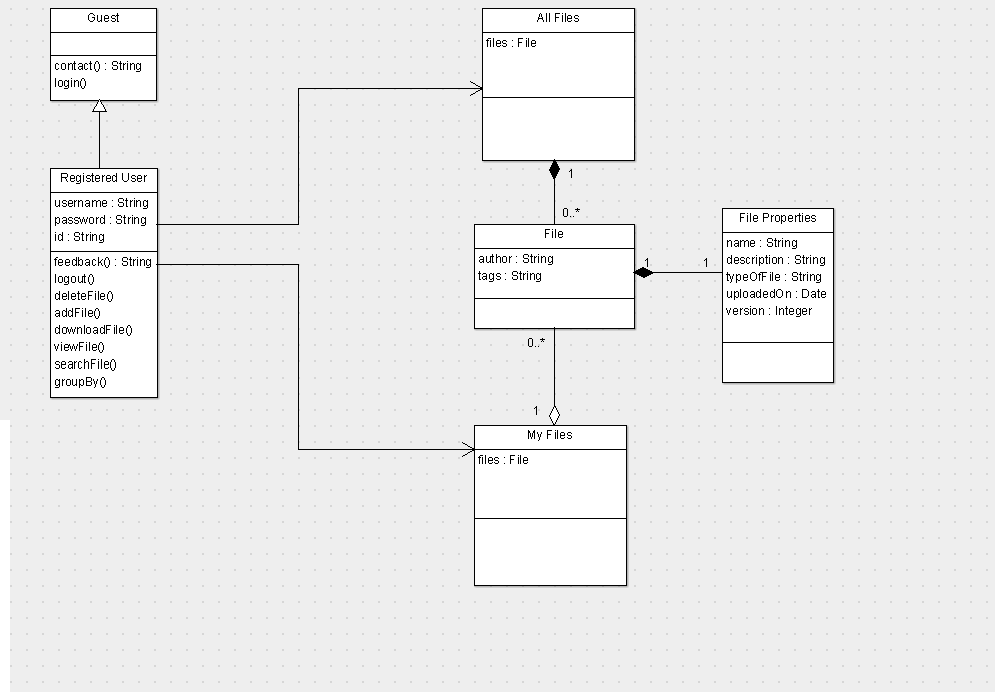 Guest
contact() : String
login()
Registered User
username : String
password : String
id : String
feedback() : String
logout()
deleteFile()
addFile()
downloadFile()
viewFile()
searchFile()
groupBy()
All Files
files : File
1
0..*
File
author : String
tags : String
1
1
File Properties
name : String
description : String
typeOfFile : String
uploadedOn : Date
version : Integer
0..*
1
My Files
files : File